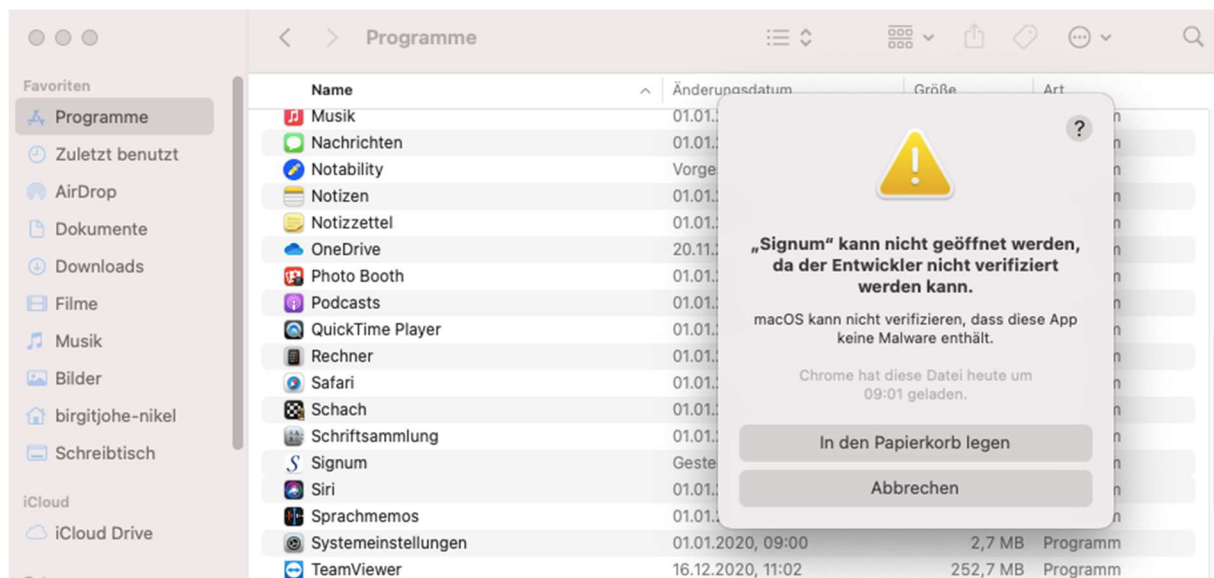 Programme
Favoriten
Programme
Zuletzt benutzt
AirDrop
Dokumente
Downloads
Filme
Musik
Bilder
birgitjohe-nikel
Schreibtisch
iCloud
iCloud Drive
Name Änderungsdatum Größe Art
Musik 01.01.
Nachrichten 01.01.
Notability Vorge
Notizen 01.01.
Notizzettel 01.01.
OneDrive 20.11.
Photo Booth 01.01.
Podcasts 01.01.
QuickTime Player 01.01.
Rechner 01.01.
Safari 01.01.
Schach 01.01.
Schriftsammlung 01.01.
Signum Geste
Siri 01.01.
Sprachmemos 01.01.
Systemeinstellungen 01.01.2020, 09:00 2,7 MB Programm
TeamViewer 16.12.2020, 11:02 252,7 MB Programm
?
„Signum“ kann nicht geöffnet werden,
da der Entwickler nicht verifiziert
werden kann.
macOS kann nicht verifizieren, dass diese App
keine Malware enthält.
Chrome hat diese Datei heute um
09:01 geladen.
In den Papierkorb legen
Abbrechen